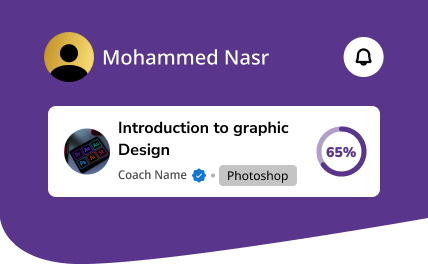 Mohammed Nasr
Introduction to graphic
Design
65%
Coach Name
Photoshop